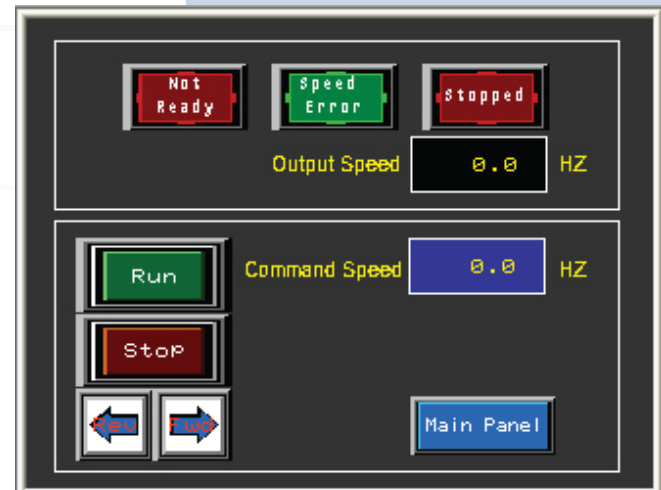 Not
Ready
Speed
Error
Stopped
Output Speed 0.0 HZ
Run
Command Speed 0.0 HZ
Stop
Rev
Fwd
Main Panel